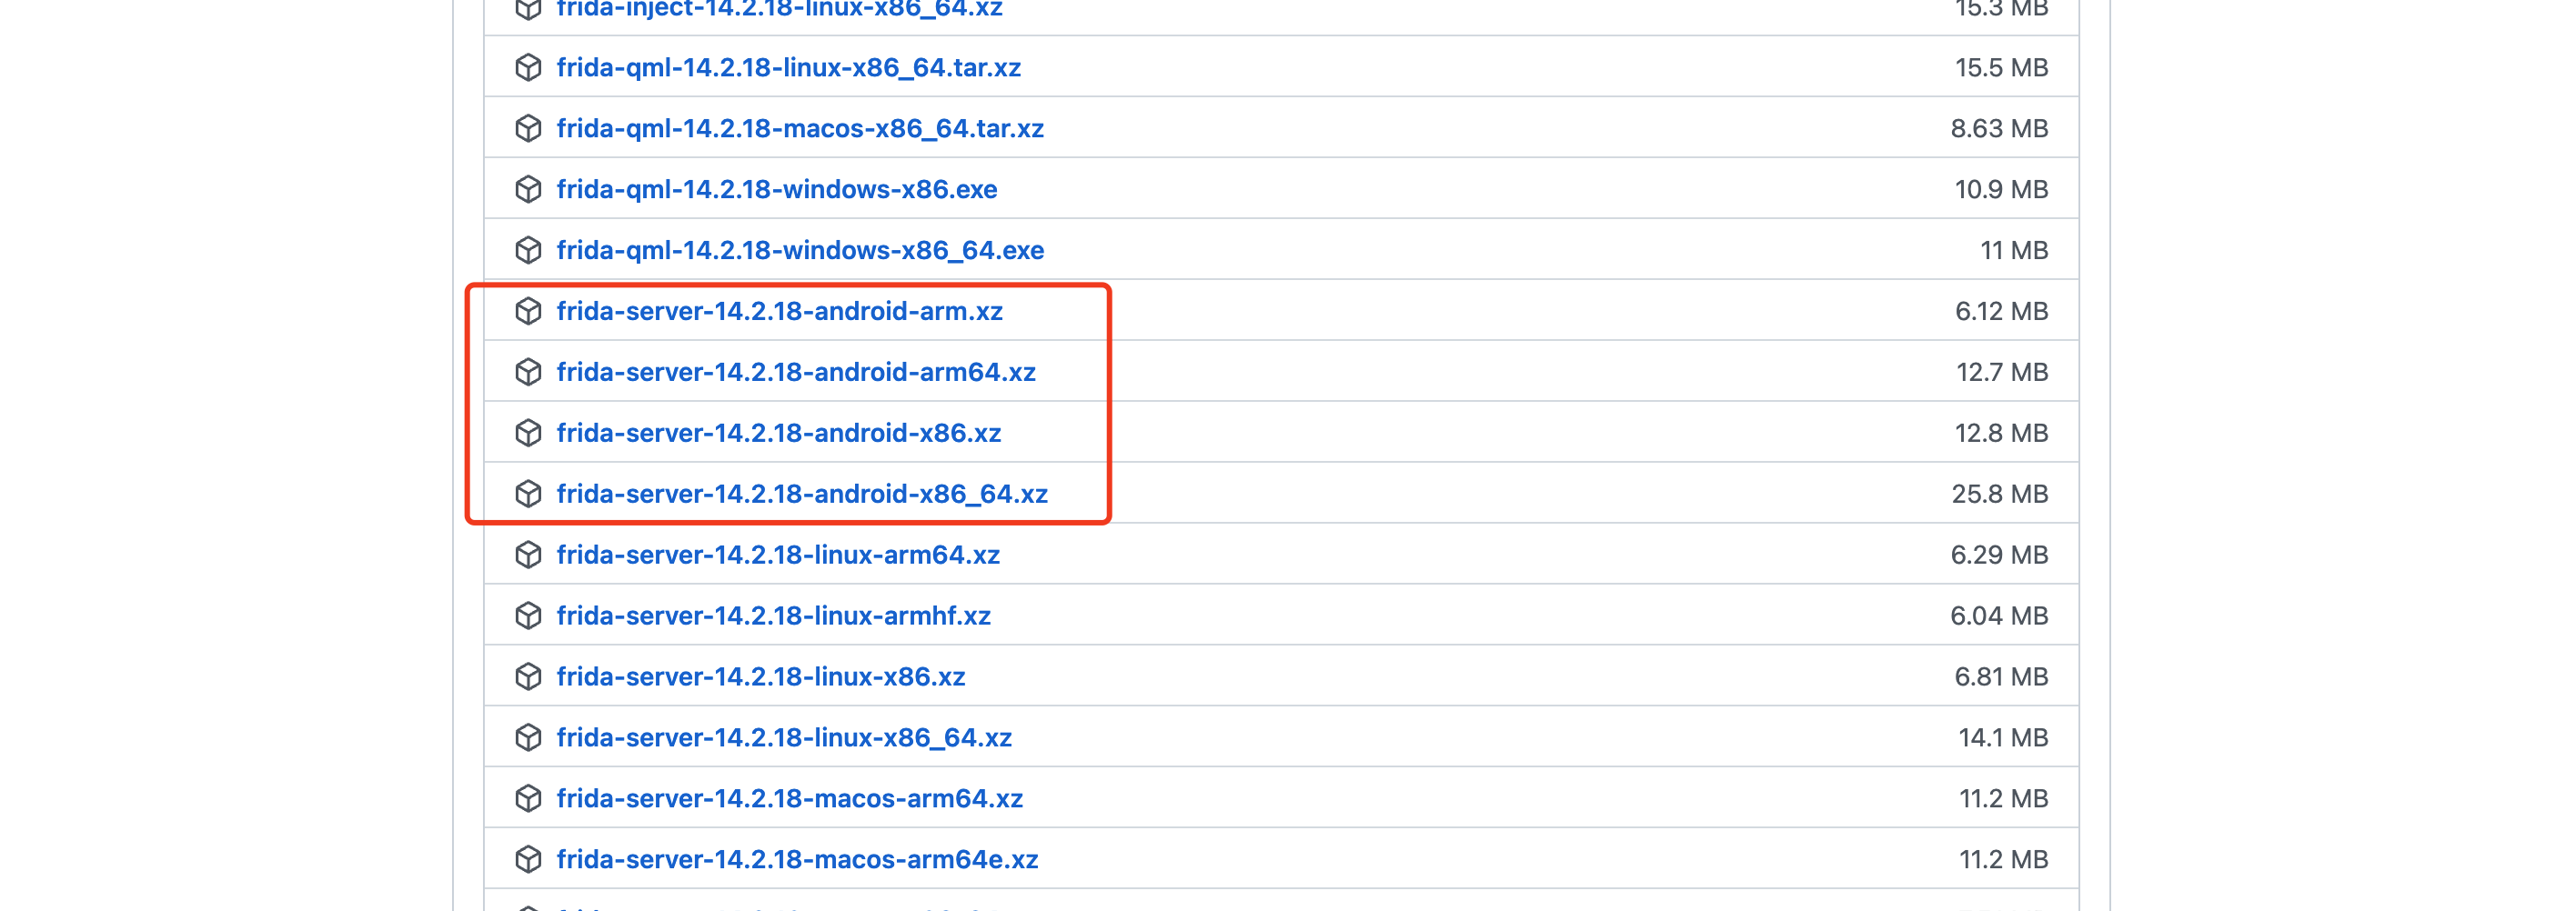 frida-inject-14.2.18-linux-x86_64.xz 15.3 MB
frida-qml-14.2.18-linux-x86_64.tar.xz 15.5 MB
frida-qml-14.2.18-macos-x86_64.tar.xz 8.63 MB
frida-qml-14.2.18-windows-x86.exe 10.9 MB
frida-qml-14.2.18-windows-x86_64.exe 11 MB
frida-server-14.2.18-android-arm.xz 6.12 MB
frida-server-14.2.18-android-arm64.xz 12.7 MB
frida-server-14.2.18-android-x86.xz 12.8 MB
frida-server-14.2.18-android-x86_64.xz 25.8 MB
frida-server-14.2.18-linux-arm64.xz 6.29 MB
frida-server-14.2.18-linux-armhf.xz 6.04 MB
frida-server-14.2.18-linux-x86.xz 6.81 MB
frida-server-14.2.18-linux-x86_64.xz 14.1 MB
frida-server-14.2.18-macos-arm64.xz 11.2 MB
frida-server-14.2.18-macos-arm64e.xz 11.2 MB